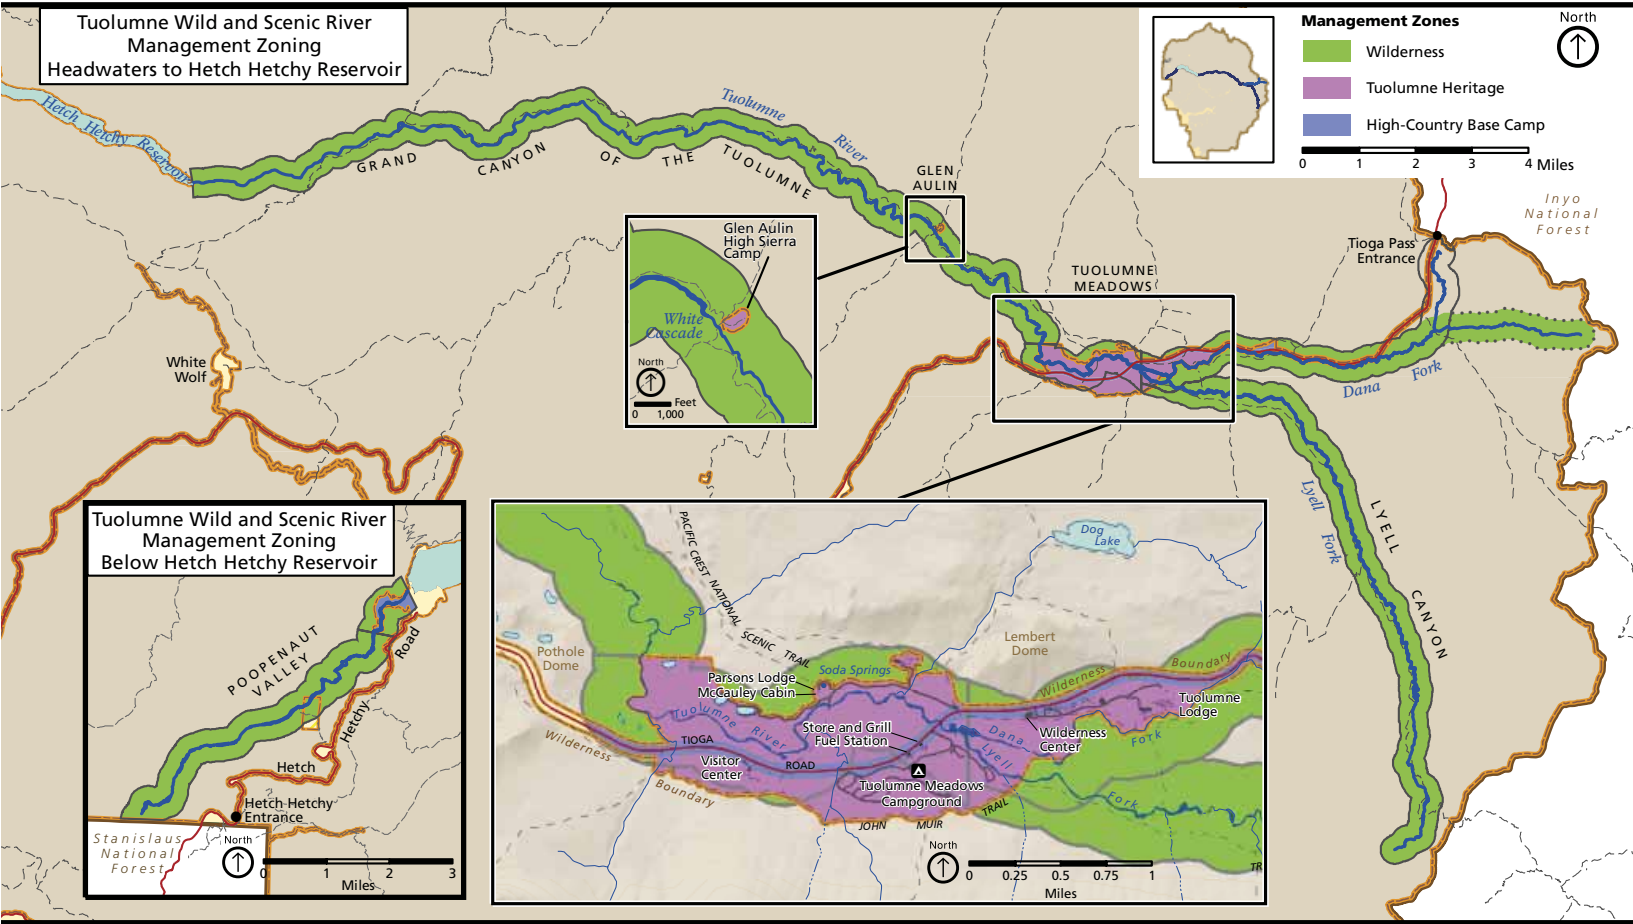 Tuolumne Wild and Scenic River
Management Zoning
Headwaters to Hetch Hetchy Reservoir
Management Zones
Wilderness
Tuolumne Heritage
High-Country Base Camp
0 1 2 3 4 Miles
North
Hetch Hetchy Reservoir
GRAND CANYON OF THE TUOLUMNE
Tuolumne River
GLEN
AULIN
Inyo
National
Forest
Tioga Pass
Entrance
TUOLUMNE
MEADOWS
Glen Aulin
High Sierra
Camp
White
Cascade
North
Feet
0 1,000
White
Wolf
Dana Fork
Lyell Fork
LYELL CANYON
Tuolumne Wild and Scenic River
Management Zoning
Below Hetch Hetchy Reservoir
POOPENAUT
VALLEY
Hetch Hetchy Road
Hetch Hetchy
Entrance
Stanislaus
National
Forest
North
0 1 2 3
Miles
PACIFIC CREST NATIONAL SCENIC TRAIL
Dog
Lake
Pothole
Dome
Lembert
Dome
Soda Springs
Parsons Lodge
McCauley Cabin
Wilderness Boundary
Tuolumne
Lodge
Tuolumne River
Store and Grill
Fuel Station
Dana Fork
Wilderness
Center
TIOGA ROAD
Visitor
Center
Lyell Fork
Wilderness Boundary
Tuolumne Meadows
Campground
JOHN MUIR TRAIL
TR
North
0 0.25 0.5 0.75 1
Miles